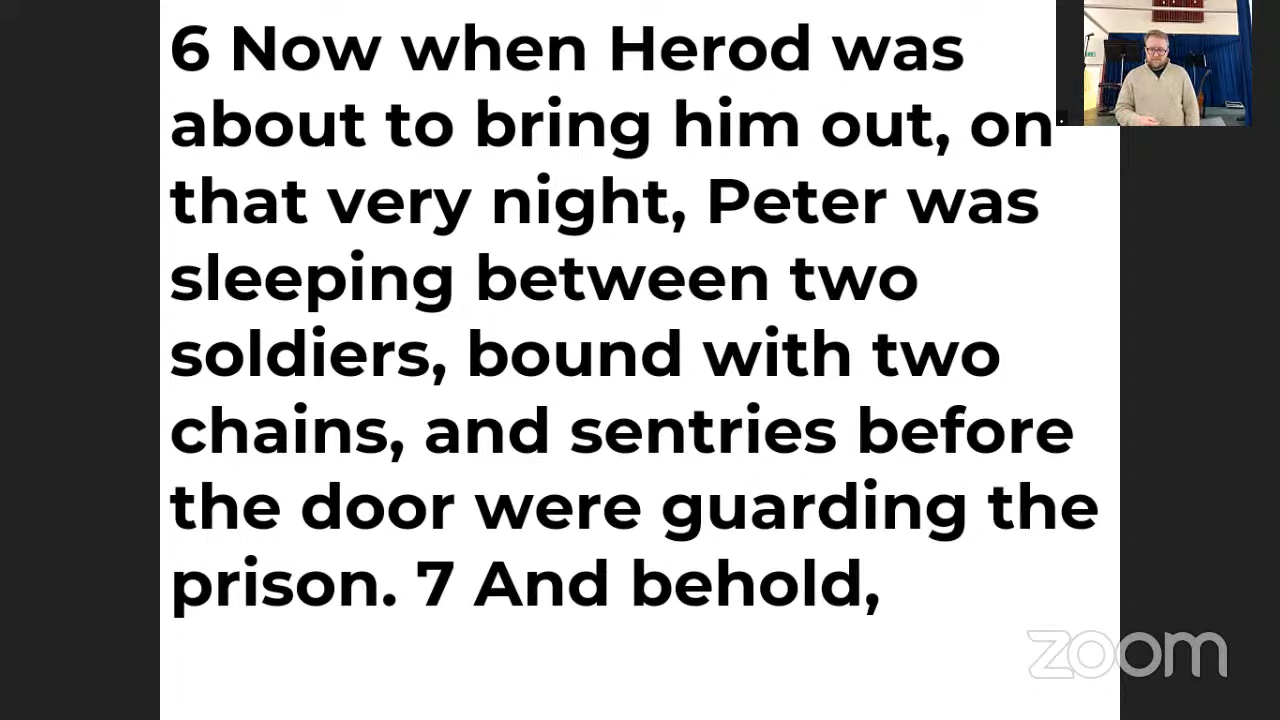 6 Now when Herod was
about to bring him out, on
that very night, Peter was
sleeping between two
soldiers, bound with two
chains, and sentries before
the door were guarding the
prison. 7 And behold,
zoom